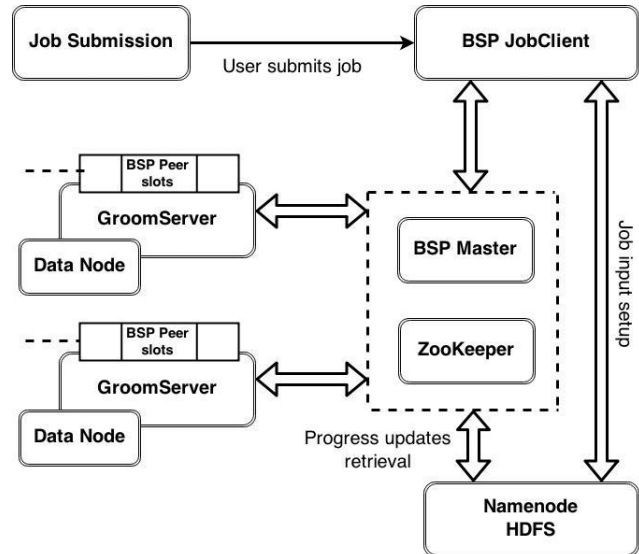 Job Submission
BSP JobClient
User submits job
BSP Peer
slots
GroomServer
Data Node
BSP Master
Job input setup
BSP Peer
slots
GroomServer
Data Node
ZooKeeper
Progress updates
retrieval
Namenode
HDFS